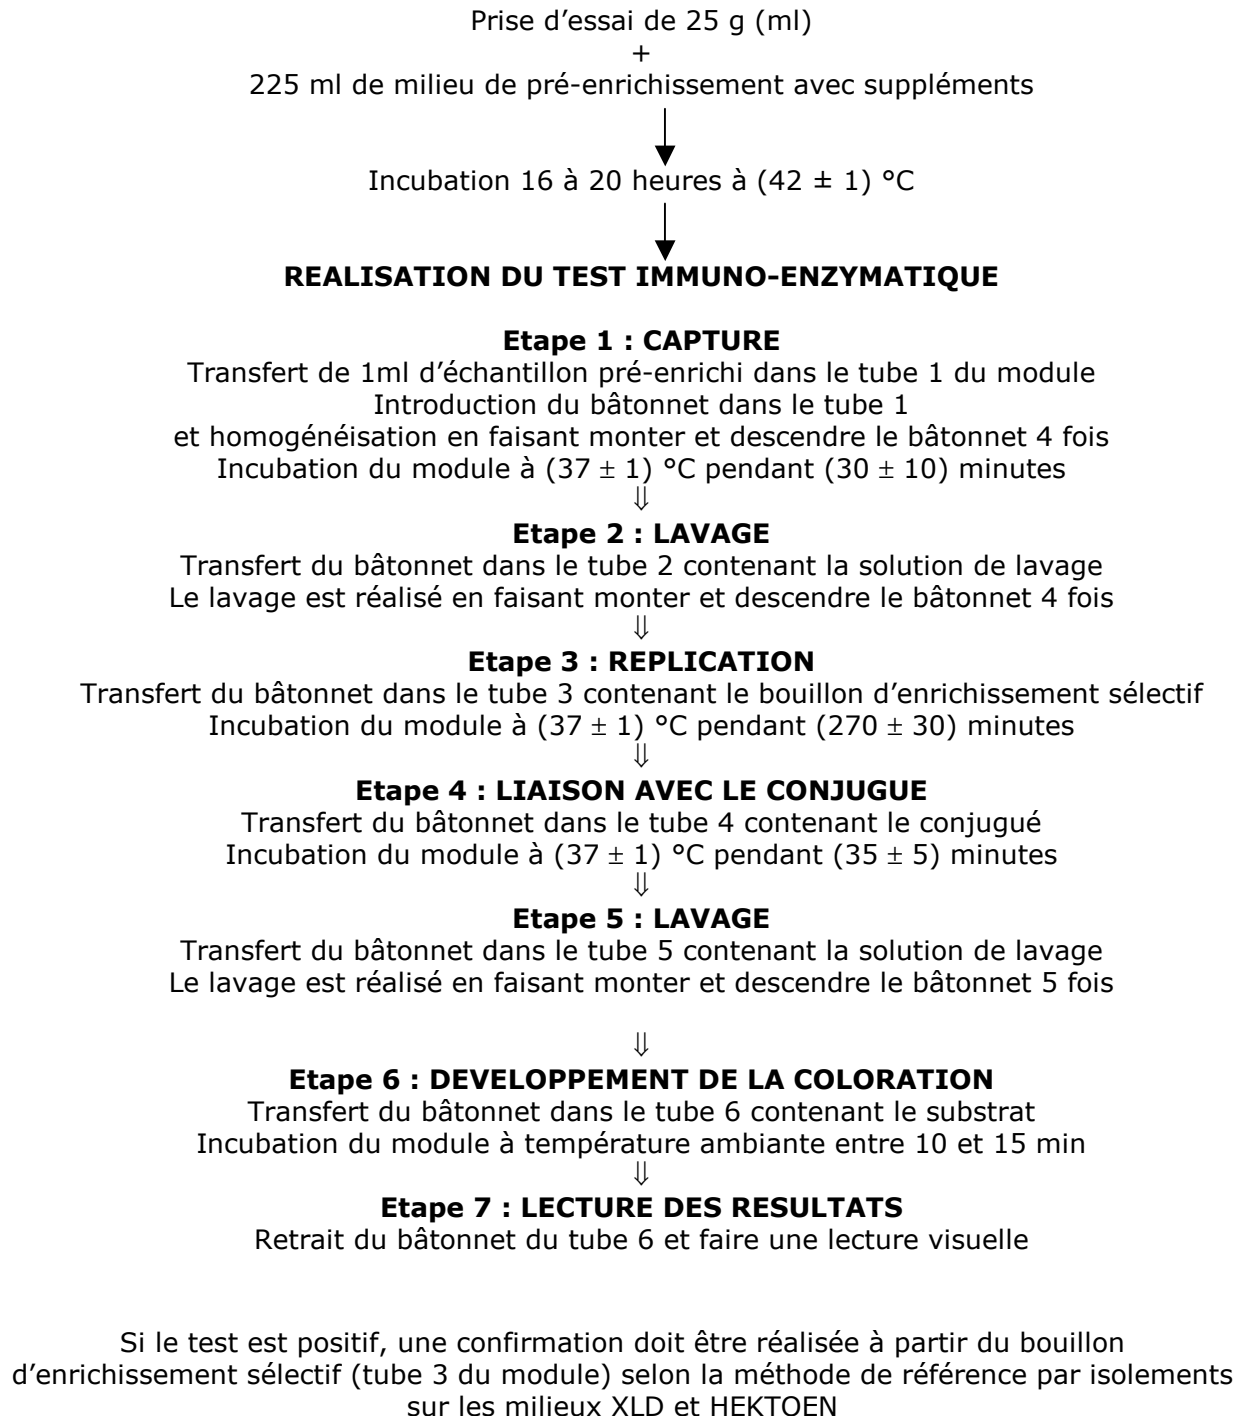 Prise d'essai de 25 g (ml)
+
225 ml de milieu de pré-enrichissement avec suppléments
Incubation 16 à 20 heures à (42 ± 1) °C
REALISATION DU TEST IMMUNO-ENZYMATIQUE
Etape 1 : CAPTURE
Transfert de 1ml d'échantillon pré-enrichi dans le tube 1 du module
Introduction du bâtonnet dans le tube 1
et homogénéisation en faisant monter et descendre le bâtonnet 4 fois
Incubation du module à (37 ± 1) °C pendant (30 ± 10) minutes
⇓
Etape 2 : LAVAGE
Transfert du bâtonnet dans le tube 2 contenant la solution de lavage
Le lavage est réalisé en faisant monter et descendre le bâtonnet 4 fois
⇓
Etape 3 : REPLICATION
Transfert du bâtonnet dans le tube 3 contenant le bouillon d'enrichissement sélectif
Incubation du module à (37 ± 1) °C pendant (270 ± 30) minutes
⇓
Etape 4 : LIAISON AVEC LE CONJUGUE
Transfert du bâtonnet dans le tube 4 contenant le conjugué
Incubation du module à (37 ± 1) °C pendant (35 ± 5) minutes
⇓
Etape 5 : LAVAGE
Transfert du bâtonnet dans le tube 5 contenant la solution de lavage
Le lavage est réalisé en faisant monter et descendre le bâtonnet 5 fois
⇓
Etape 6 : DEVELOPPEMENT DE LA COLORATION
Transfert du bâtonnet dans le tube 6 contenant le substrat
Incubation du module à température ambiante entre 10 et 15 min
⇓
Etape 7 : LECTURE DES RESULTATS
Retrait du bâtonnet du tube 6 et faire une lecture visuelle
Si le test est positif, une confirmation doit être réalisée à partir du bouillon
d'enrichissement sélectif (tube 3 du module) selon la méthode de référence par isolements
sur les milieux XLD et HEKTOEN